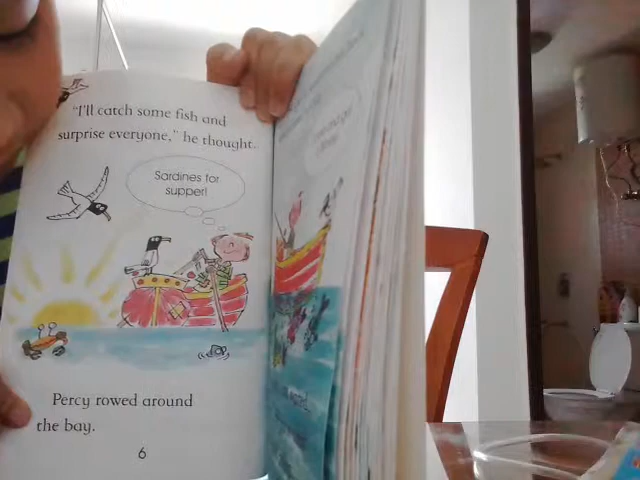 "I'll catch some fish and
surprise everyone," he thought.
Sardines for
supper!
Percy rowed around
the bay.
6